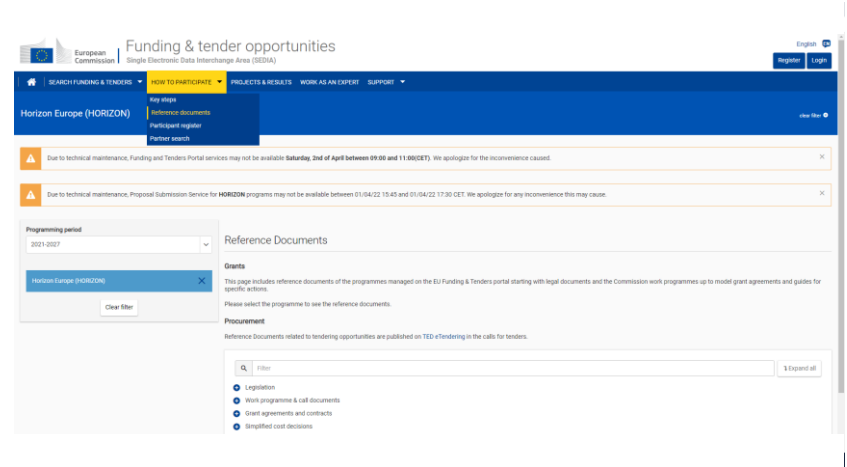 European
Commission
Funding & tender opportunities
Single Electronic Data Interchange Area (SEDIA)
English EN
Register Login
SEARCH FUNDING & TENDERS HOW TO PARTICIPATE PROJECTS & RESULTS WORK AS AN EXPERT SUPPORT
Key steps
Reference documents
Participant register
Partner search
Horizon Europe (HORIZON)
clear filter
Due to technical maintenance, Funding and Tenders Portal services may not be available Saturday, 2nd of April between 09:00 and 11:00(CET). We apologize for the inconvenience caused.
Due to technical maintenance, Proposal Submission Service for HORIZON programs may not be available between 01/04/22 15:45 and 01/04/22 17:30 CET. We apologize for any inconvenience this may cause.
Programming period
2021-2027
Horizon Europe (HORIZON)
Clear filter
Reference Documents
Grants
This page includes reference documents of the programmes managed on the EU Funding & Tenders portal starting with legal documents and the Commission work programmes up to model grant agreements and guides for
specific actions.
Please select the programme to see the reference documents.
Procurement
Reference Documents related to tendering opportunities are published on TED eTendering in the calls for tenders.
Filter
Expand all
Legislation
Work programme & call documents
Grant agreements and contracts
Simplified cost decisions